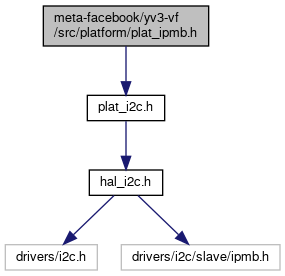 meta-facebook/yv3-vf
/src/platform/plat_ipmb.h
plat_i2c.h
hal_i2c.h
drivers/i2c.h
drivers/i2c/slave/ipmb.h